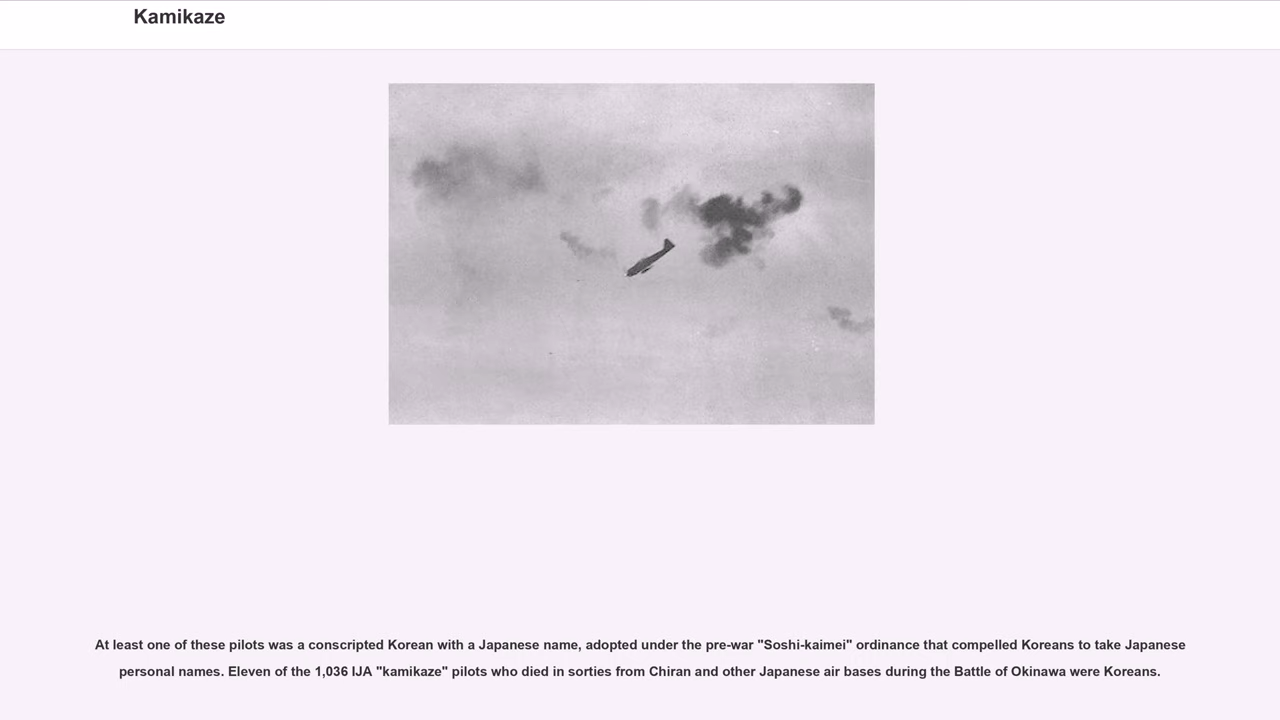 Kamikaze
At least one of these pilots was a conscripted Korean with a Japanese name, adopted under the pre-war "Soshi-kaimei" ordinance that compelled Koreans to take Japanese
personal names. Eleven of the 1,036 IJA "kamikaze" pilots who died in sorties from Chiran and other Japanese air bases during the Battle of Okinawa were Koreans.